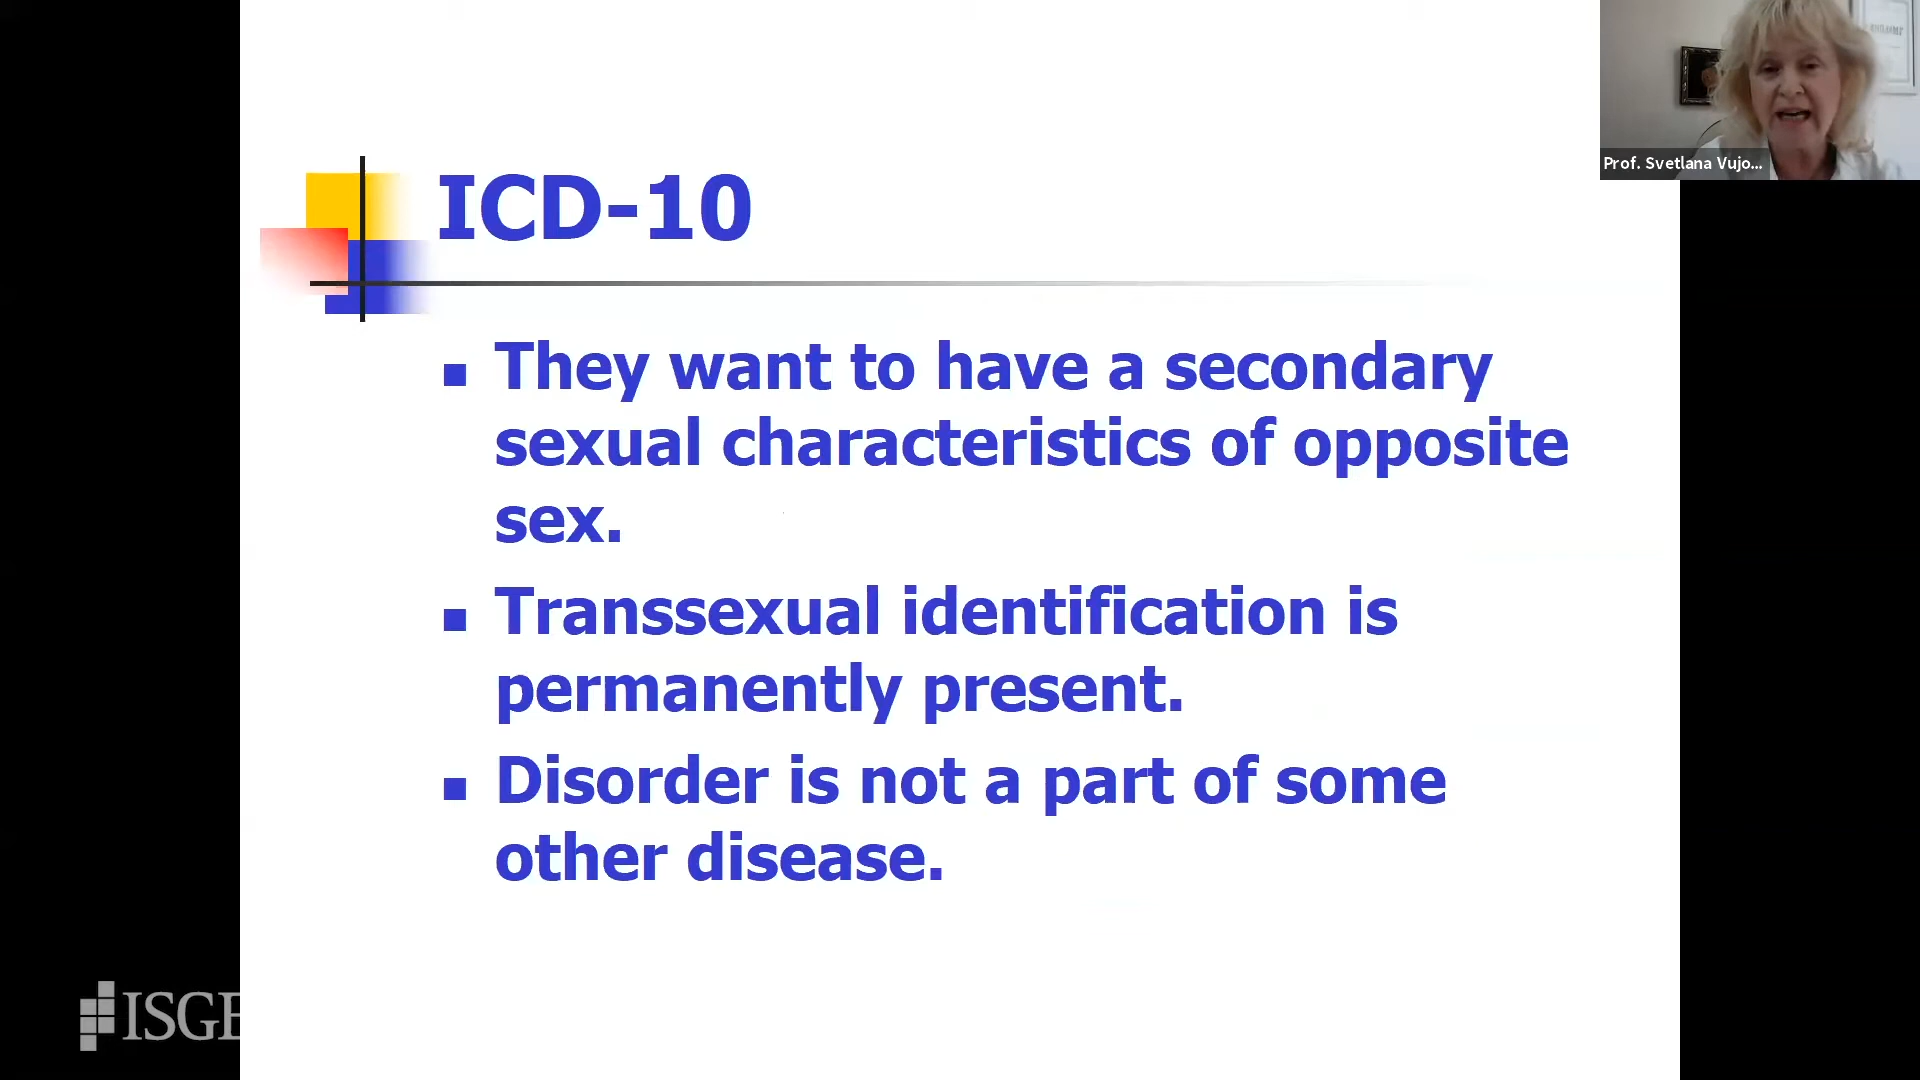 ICD-10
They want to have a secondary
sexual characteristics of opposite
sex.
Transsexual identification is
permanently present.
Disorder is not a part of some
other disease.
Prof. Svetlana Vujo...
ISGE